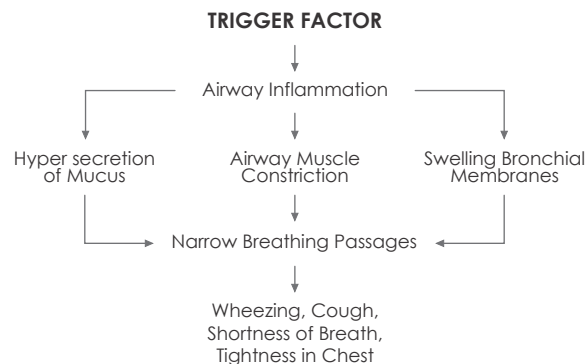 TRIGGER FACTOR
Airway Inflammation
Hyper secretion
of Mucus
Airway Muscle
Constriction
Swelling Bronchial
Membranes
Narrow Breathing Passages
Wheezing, Cough,
Shortness of Breath,
Tightness in Chest